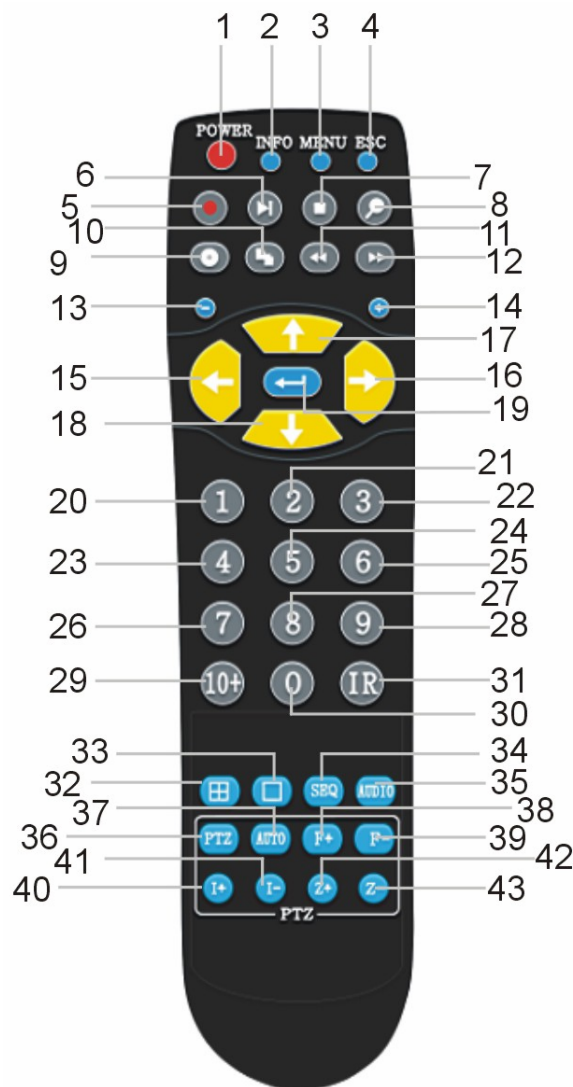 1 2 3 4
POWER INFO MENU ESC
6 7
5 8
10 11
9 12
13 14
17
15 16
18 19
21
20 1 2 3 22
24
23 4 5 6 25
27
26 7 8 9 28
29 10+ 0 IR 31
30
33 34
32 SEQ AUDIO 35
37 38
36 PTZ AUTO F+ F- 39
41 42
40 I+ I- Z+ Z- 43
PTZ